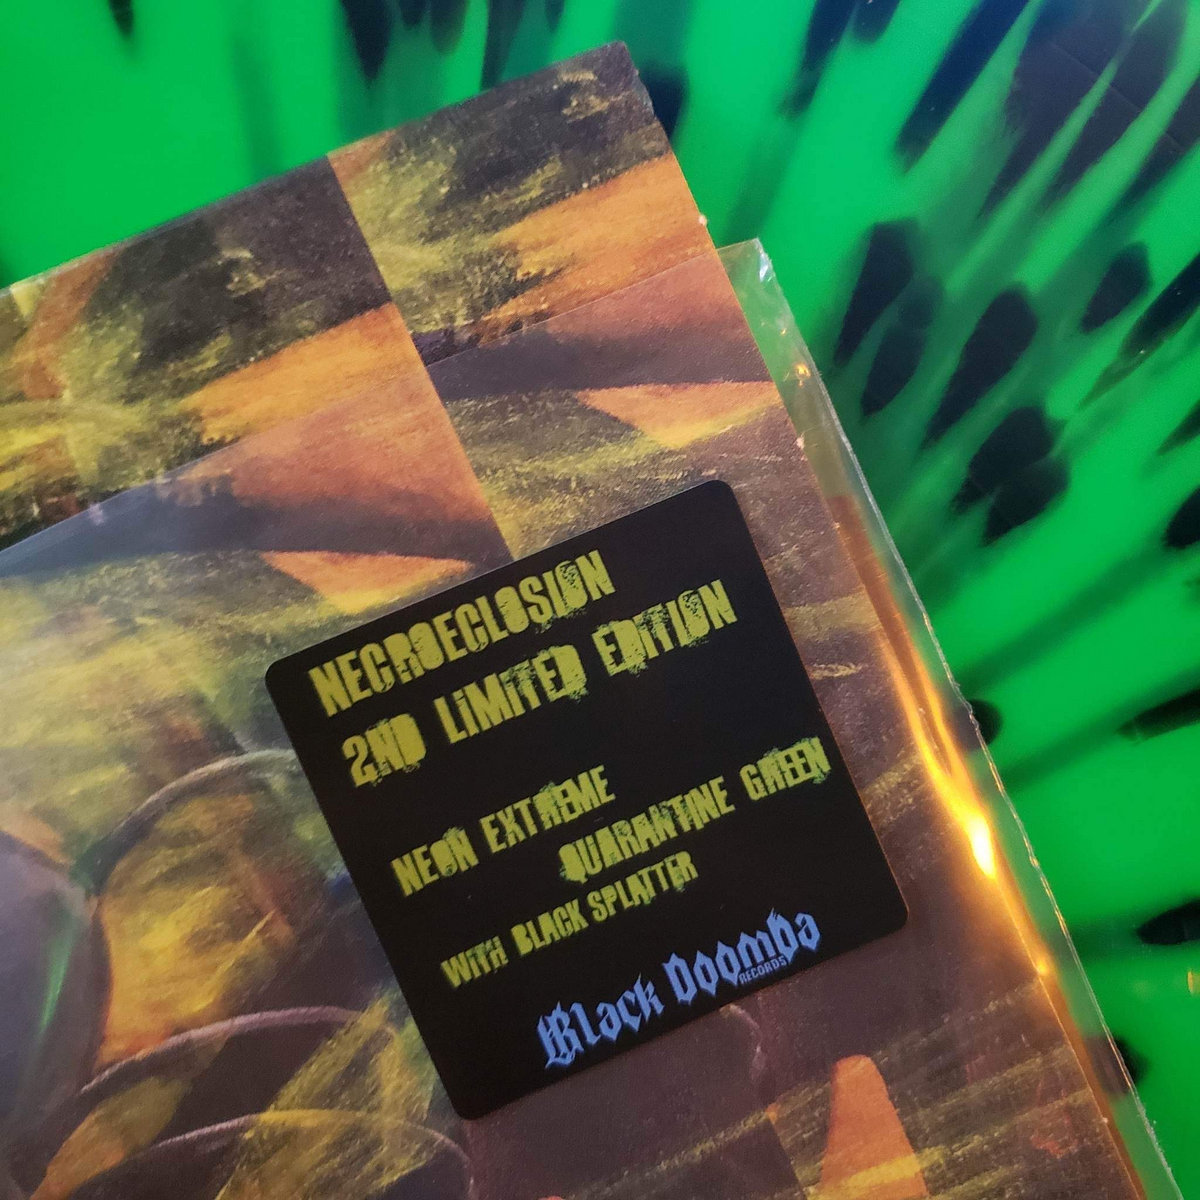 NECROECLOSION
2ND LiMiTED EDITION
NEON EXTREME
QUARANTINE GREEN
WiTH BLACK SPLATTER
Black Doomba
RECORDS